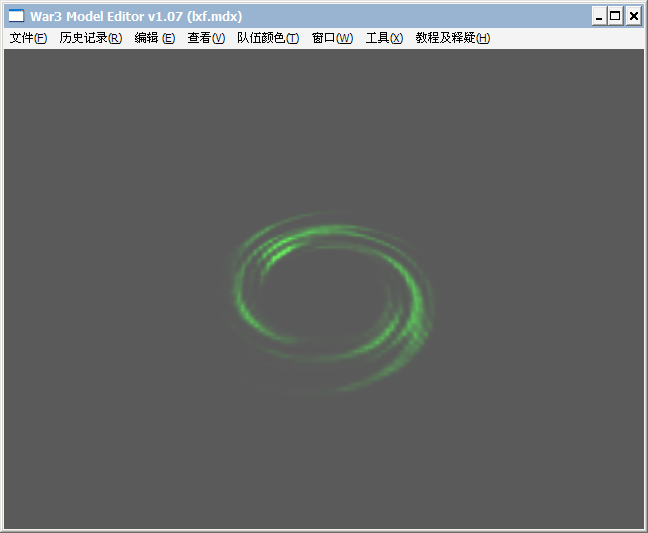 War3 Model Editor v1.07 (lxf.mdx)
文件(F) 历史记录(R) 编辑 (E) 查看(V) 队伍颜色(T) 窗口(W) 工具(X) 教程及释疑(H)